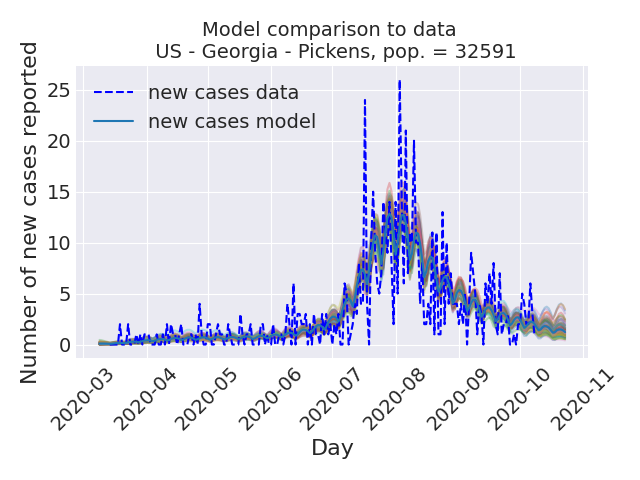 Model comparison to data
US - Georgia - Pickens, pop. = 32591
Number of new cases reported
new cases data
new cases model
25
20
15
10
5
0
2020-03
2020-04
2020-05
2020-06
2020-07
2020-08
2020-09
2020-10
2020-11
Day